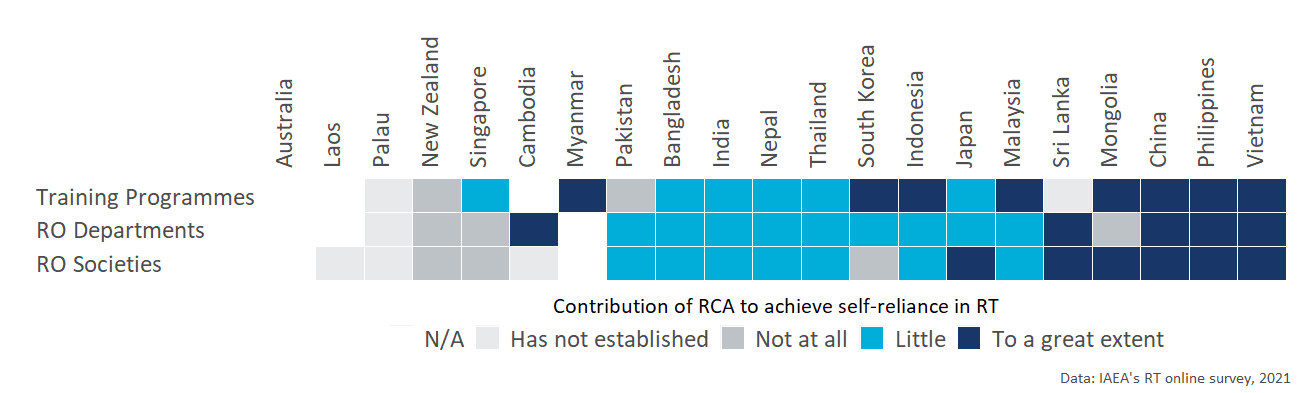 Australia
Laos
Palau
New Zealand
Singapore
Cambodia
Myanmar
Pakistan
Bangladesh
India
Nepal
Thailand
South Korea
Indonesia
Japan
Malaysia
Sri Lanka
Mongolia
China
Philippines
Vietnam
Training Programmes
RO Departments
RO Societies
Contribution of RCA to achieve self-reliance in RT
N/A Has not established Not at all Little To a great extent
Data: IAEA's RT online survey, 2021